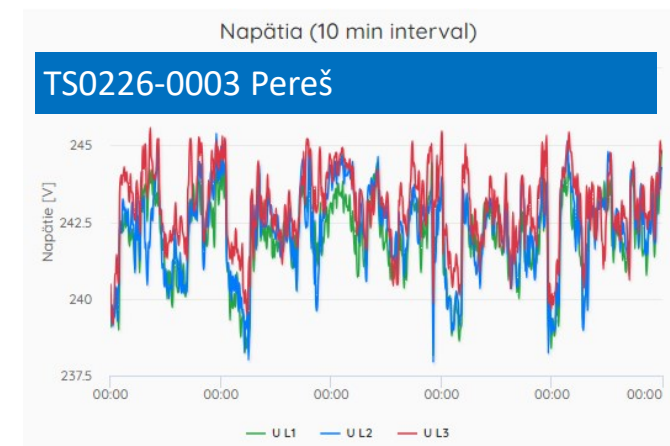 Napätia (10 min interval)
TS0226-0003 Pereš
245
242.5
240
237.5
Napätie [V]
00:00 00:00 00:00 00:00 00:00 00:00
U L1 U L2 U L3